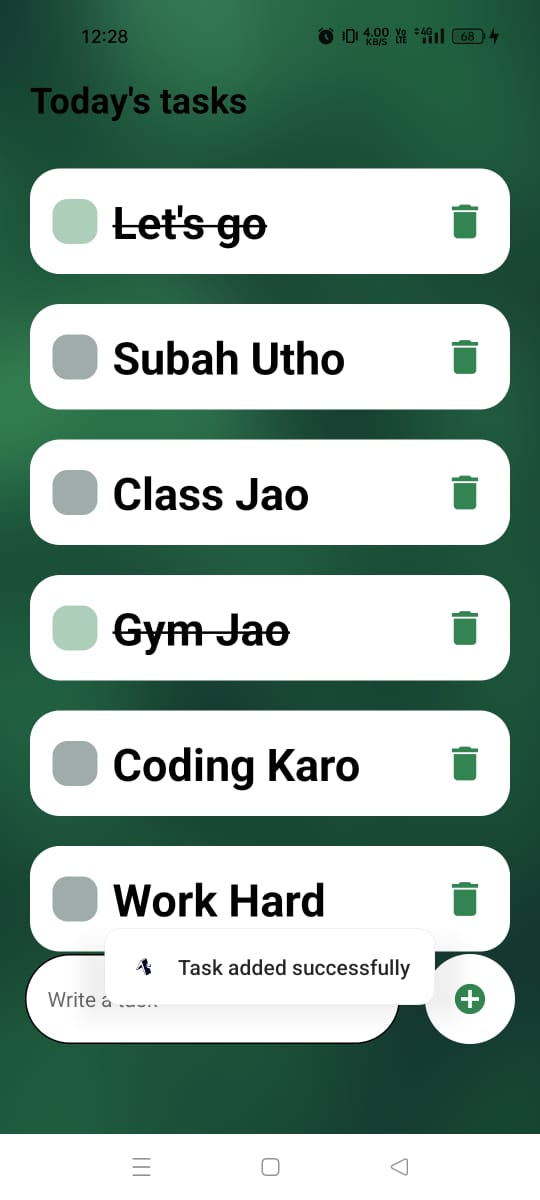 12:28
4.00 KB/S Vo LTE 4G 68
Today's tasks
Let's go
Subah Utho
Class Jao
Gym Jao
Coding Karo
Work Hard
Task added successfully
Write a task